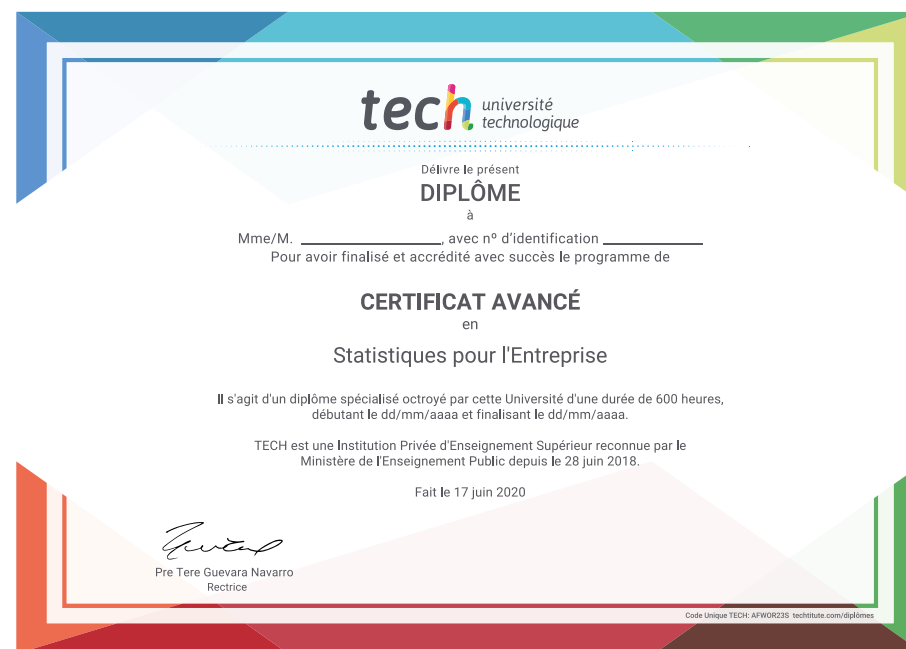 tech université
technologique
Délivre le présent
DIPLÔME
à
Mme/M. ____________________, avec nº d'identification ______________
Pour avoir finalisé et accrédité avec succès le programme de
CERTIFICAT AVANCÉ
en
Statistiques pour l'Entreprise
Il s'agit d'un diplôme spécialisé octroyé par cette Université d'une durée de 600 heures,
débutant le dd/mm/aaaa et finalisant le dd/mm/aaaa.
TECH est une Institution Privée d'Enseignement Supérieur reconnue par le
Ministère de l'Enseignement Public depuis le 28 juin 2018.
Fait le 17 juin 2020
Pre Tere Guevara Navarro
Rectrice
Code Unique TECH: AFWOR23S techtitute.com/diplômes